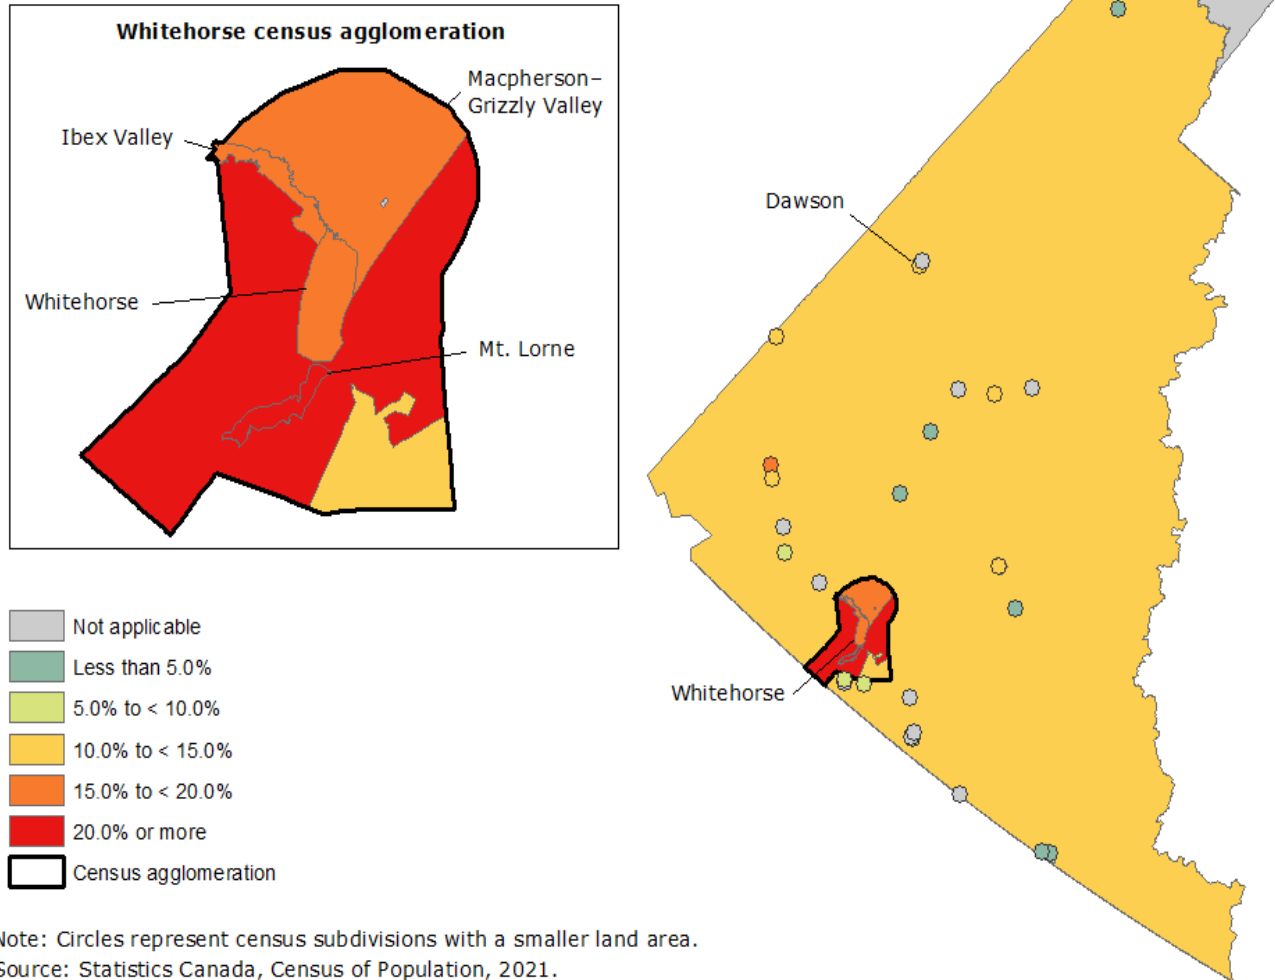 Whitehorse census agglomeration
Macpherson–
Grizzly Valley
Ibex Valley
Whitehorse
Mt. Lorne
Dawson
Whitehorse
Not applicable
Less than 5.0%
5.0% to < 10.0%
10.0% to < 15.0%
15.0% to < 20.0%
20.0% or more
Census agglomeration
Note: Circles represent census subdivisions with a smaller land area.
Source: Statistics Canada, Census of Population, 2021.